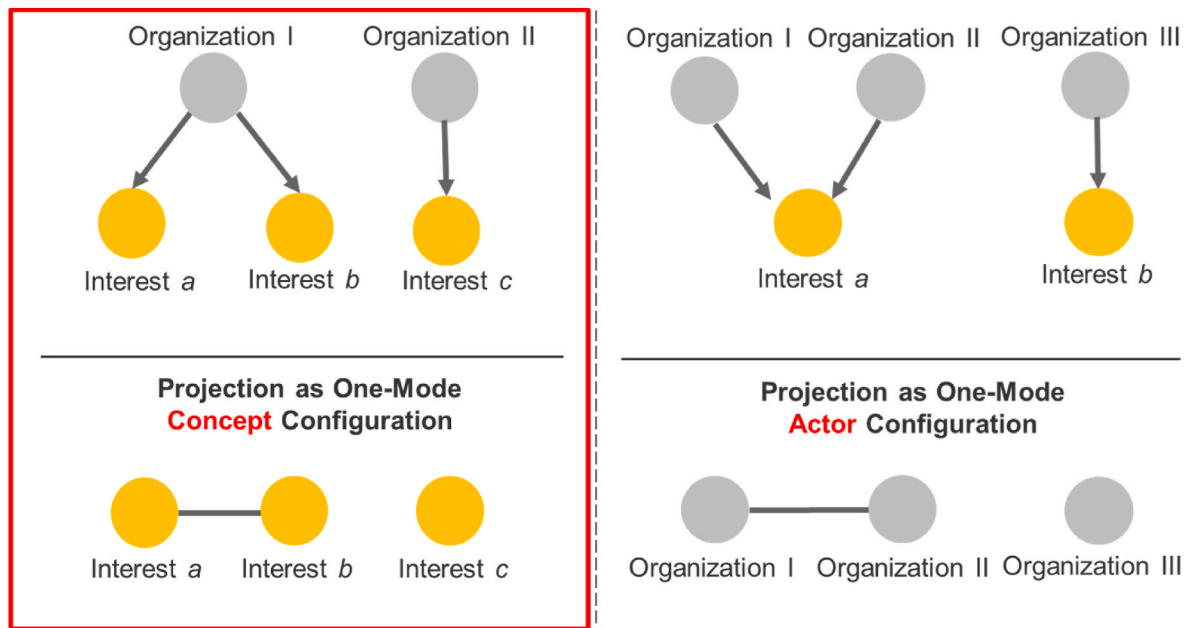 Organization I
Organization II
Interest a
Interest b
Interest c
Projection as One-Mode
Concept Configuration
Interest a
Interest b
Interest c
Organization I
Organization II
Organization III
Interest a
Interest b
Projection as One-Mode
Actor Configuration
Organization I
Organization II
Organization III